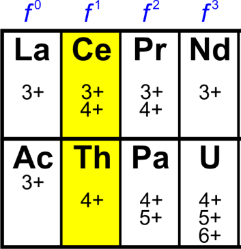 f⁰ f¹ f² f³
La Ce Pr Nd
3+ 3+ 3+ 3+
4+ 4+
Ac Th Pa U
3+
4+ 4+ 4+
5+ 5+
6+